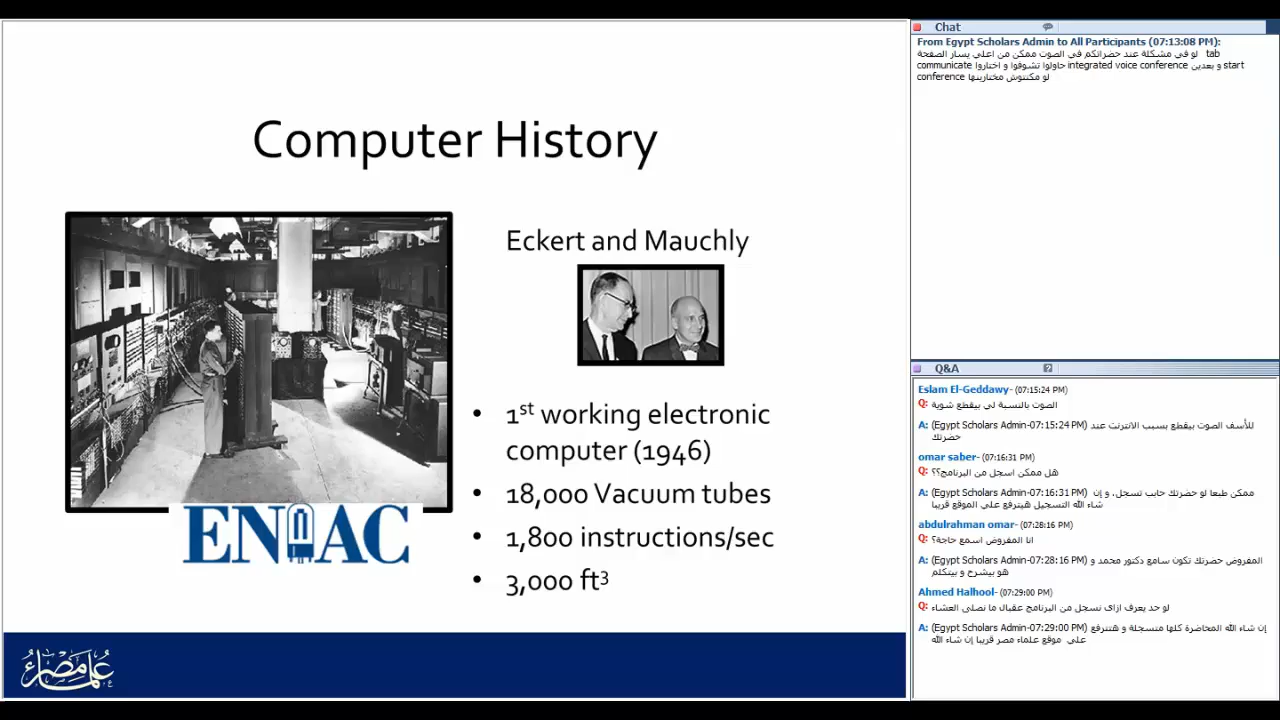 Computer History
Eckert and Mauchly
• 1st working electronic
computer (1946)
• 18,000 Vacuum tubes
• 1,800 instructions/sec
• 3,000 ft3
ENIAC
علماء مصر
Chat
From Egypt Scholars Admin to All Participants (07:13:08 PM):
لو في مشكلة عند حضراتكم في الصوت ممكن من اعلي يسار الصفحة tab
communicate حاولوا تشوفوا و اختاروا integrated voice conference و بعدين start
conference لو مكنتوش مختارينها
Q&A
Eslam El-Geddawy- (07:15:24 PM)
Q: الصوت بالنسبة لي بيقطع شوية
A: (Egypt Scholars Admin-07:15:24 PM) للأسف الصوت بيقطع بسبب الانترنت عند
حضرتك
omar saber- (07:16:31 PM)
Q: هل ممكن اسجل من البرنامج؟؟
A: (Egypt Scholars Admin-07:16:31 PM) ممكن طبعا لو حضرتك حابب تسجل، و إن
شاء الله التسجيل هيترفع علي الموقع قريبا
abdulrahman omar- (07:28:16 PM)
Q: انا المفروض اسمع حاجة؟
A: (Egypt Scholars Admin-07:28:16 PM) المفروض حضرتك تكون سامع دكتور محمد و
هو بيشرح و بيتكلم
Ahmed Halhool- (07:29:00 PM)
Q: لو حد يعرف ازاى نسجل من البرنامج عقبال ما نصلى العشاء
A: (Egypt Scholars Admin-07:29:00 PM) إن شاء الله المحاضرة كلها متسجلة و هتترفع
علي موقع علماء مصر قريبا إن شاء الله